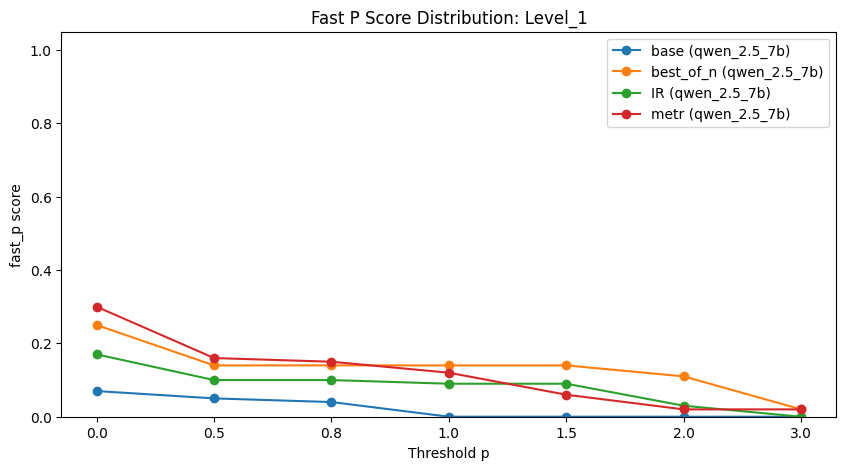 Fast P Score Distribution: Level_1
base (qwen_2.5_7b)
best_of_n (qwen_2.5_7b)
IR (qwen_2.5_7b)
metr (qwen_2.5_7b)
fast_p score
1.0
0.8
0.6
0.4
0.2
0.0
0.0 0.5 0.8 1.0 1.5 2.0 3.0
Threshold p